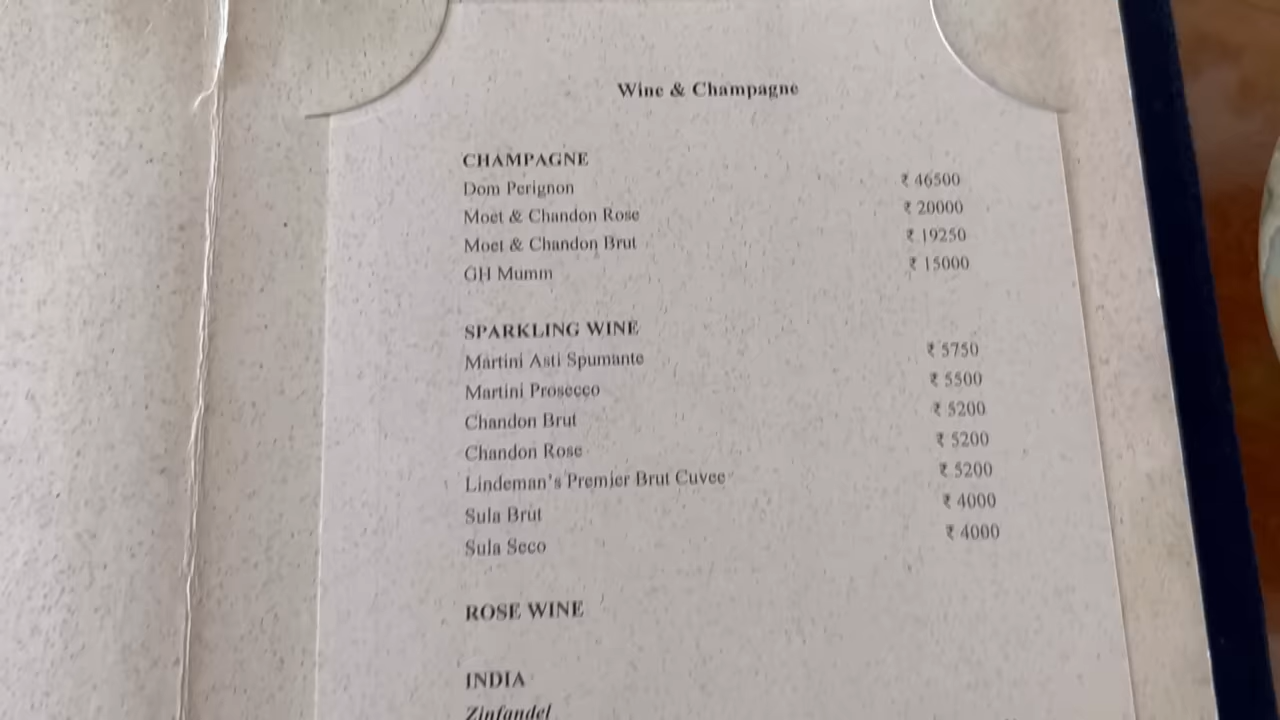 Wine & Champagne
CHAMPAGNE
Dom Perignon ₹ 46500
Moet & Chandon Rose ₹ 20000
Moet & Chandon Brut ₹ 19250
GH Mumm ₹ 15000
SPARKLING WINE
Martini Asti Spumante ₹ 5750
Martini Prosecco ₹ 5500
Chandon Brut ₹ 5200
Chandon Rose ₹ 5200
Lindeman's Premier Brut Cuvee ₹ 5200
Sula Brut ₹ 4000
Sula Seco ₹ 4000
ROSE WINE
INDIA
Zinfandel